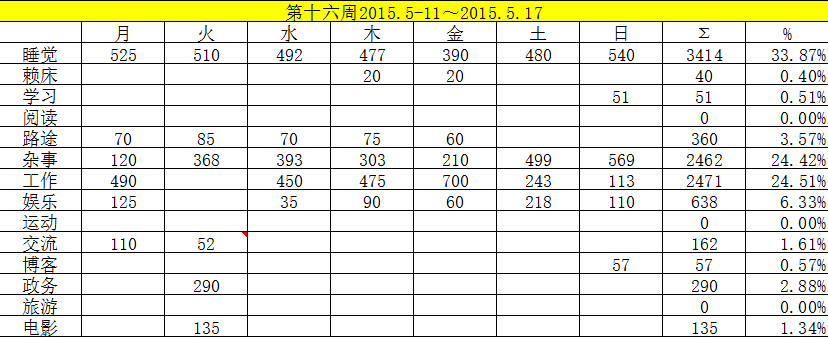 第十六周2015.5-11～2015.5.17
月 火 水 木 金 土 日 Σ %
睡觉 525 510 492 477 390 480 540 3414 33.87%
赖床 20 20 40 0.40%
学习 51 51 0.51%
阅读 0 0.00%
路途 70 85 70 75 60 360 3.57%
杂事 120 368 393 303 210 499 569 2462 24.42%
工作 490 450 475 700 243 113 2471 24.51%
娱乐 125 35 90 60 218 110 638 6.33%
运动 0 0.00%
交流 110 52 162 1.61%
博客 57 57 0.57%
政务 290 290 2.88%
旅游 0 0.00%
电影 135 135 1.34%